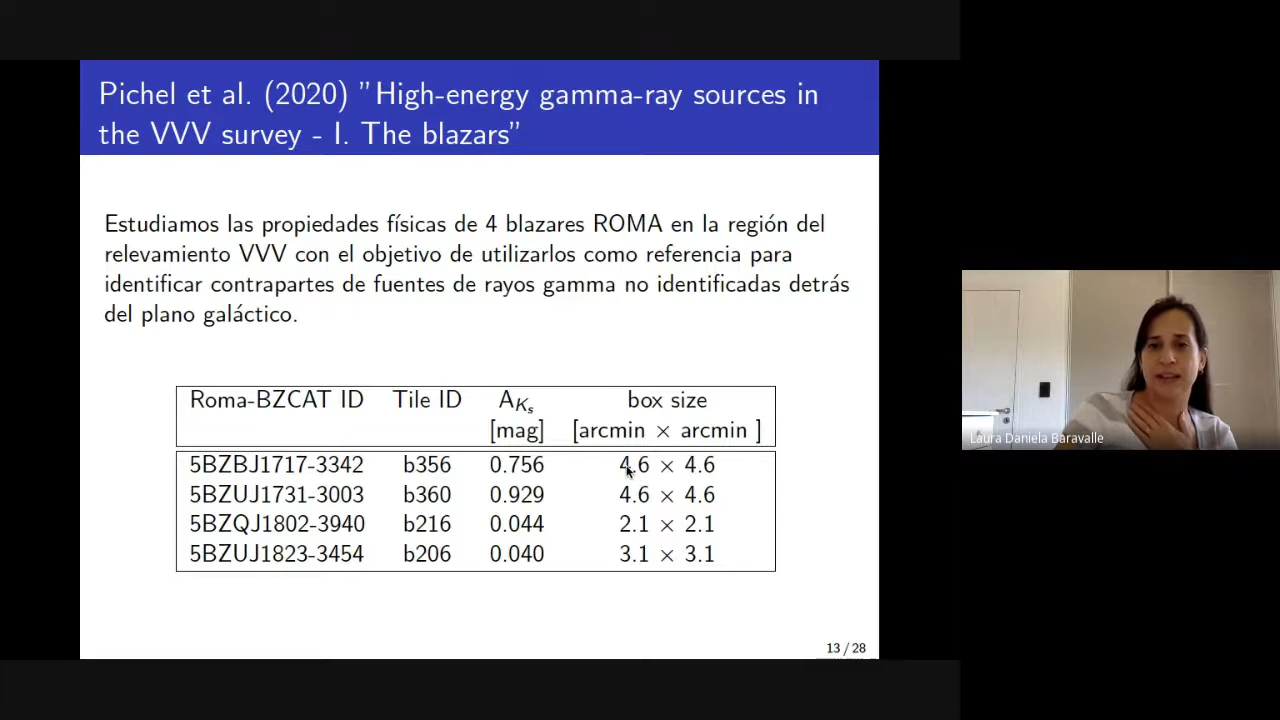 Pichel et al. (2020) "High-energy gamma-ray sources in
the VVV survey - I. The blazars"
Estudiamos las propiedades físicas de 4 blazares ROMA en la región del
relevamiento VVV con el objetivo de utilizarlos como referencia para
identificar contrapartes de fuentes de rayos gamma no identificadas detrás
del plano galáctico.
Roma-BZCAT ID Tile ID A_Ks box size
[mag] [arcmin × arcmin ]
5BZBJ1717-3342 b356 0.756 4.6 × 4.6
5BZUJ1731-3003 b360 0.929 4.6 × 4.6
5BZQJ1802-3940 b216 0.044 2.1 × 2.1
5BZUJ1823-3454 b206 0.040 3.1 × 3.1
13 / 28
Laura Daniela Baravalle